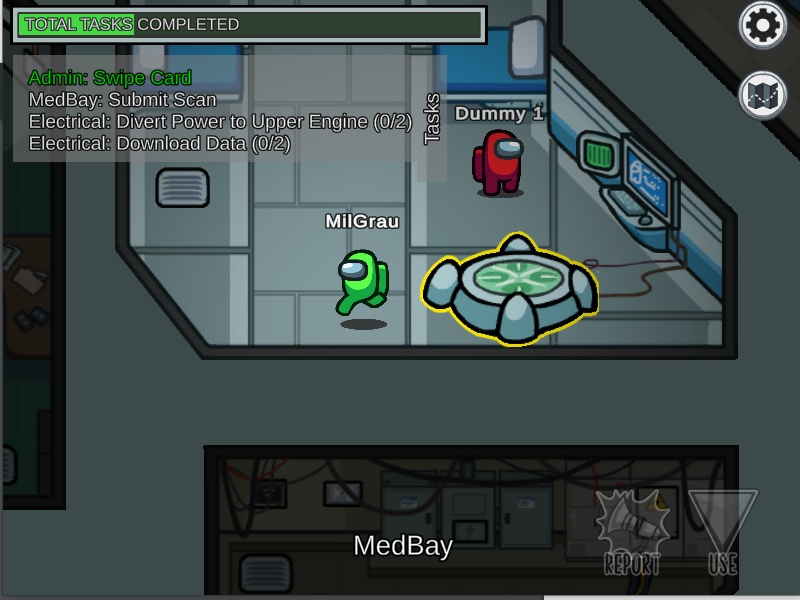 TOTAL TASKS COMPLETED
Admin: Swipe Card
MedBay: Submit Scan
Electrical: Divert Power to Upper Engine (0/2)
Electrical: Download Data (0/2)
Tasks
Dummy 1
MilGrau
MedBay
REPORT
USE